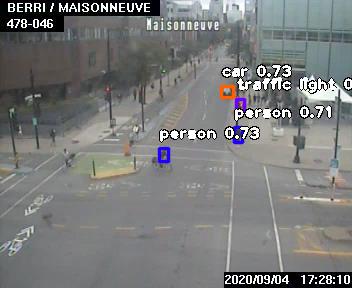 BERRI / MAISONNEUVE
478-046
Maisonneuve
car 0.73
traffic light 0
person 0.71
person 0.73
2020/09/04 17:28:10